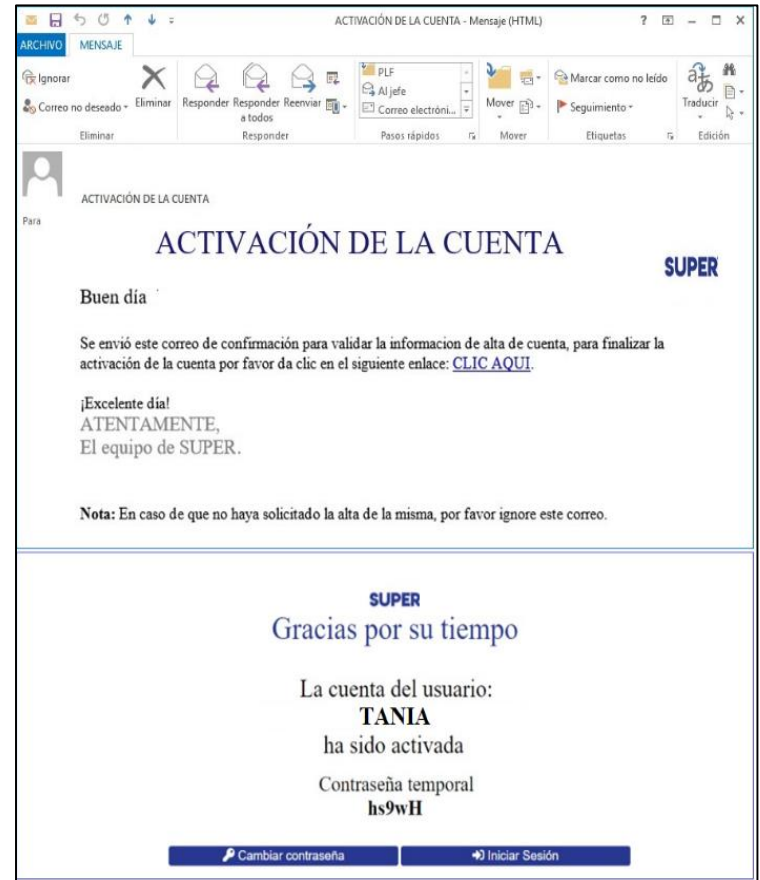 ACTIVACIÓN DE LA CUENTA - Mensaje (HTML)
ARCHIVO MENSAJE
Ignorar
Correo no deseado
Eliminar
Eliminar
Responder
Responder a todos
Reenviar
Responder
PLF
Al jefe
Correo electróni...
Pasos rápidos
Mover
Mover
Marcar como no leído
Seguimiento
Etiquetas
Traducir
Edición
ACTIVACIÓN DE LA CUENTA
Para
ACTIVACIÓN DE LA CUENTA
SUPER
Buen día
Se envió este correo de confirmación para validar la informacion de alta de cuenta, para finalizar la
activación de la cuenta por favor da clic en el siguiente enlace: CLIC AQUI.
¡Excelente día!
ATENTAMENTE,
El equipo de SUPER.
Nota: En caso de que no haya solicitado la alta de la misma, por favor ignore este correo.
SUPER
Gracias por su tiempo
La cuenta del usuario:
TANIA
ha sido activada
Contraseña temporal
hs9wH
Cambiar contraseña
Iniciar Sesión